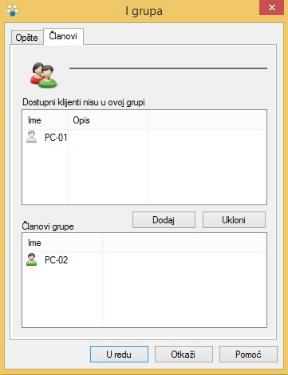 I grupa
Opšte Članovi
Dostupni klijenti nisu u ovoj grupi
Ime Opis
PC-01
Dodaj Ukloni
Članovi grupe
Ime
PC-02
U redu Otkaži Pomoć